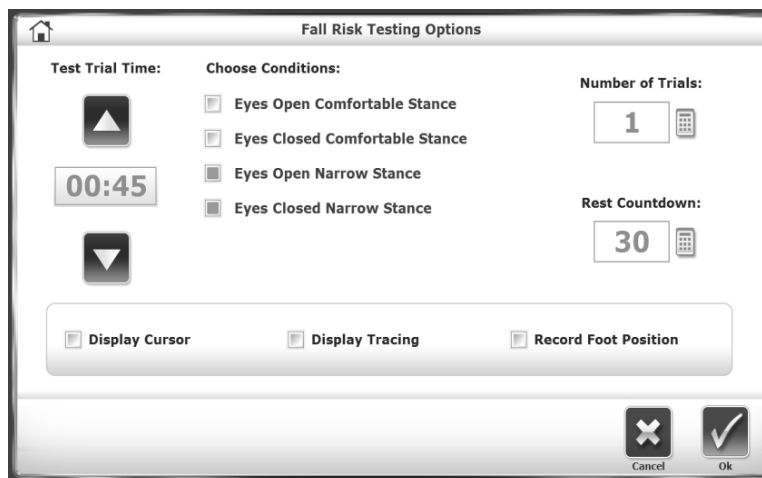 Fall Risk Testing Options
Test Trial Time:
00:45
Choose Conditions:
Eyes Open Comfortable Stance
Eyes Closed Comfortable Stance
Eyes Open Narrow Stance
Eyes Closed Narrow Stance
Number of Trials:
1
Rest Countdown:
30
Display Cursor
Display Tracing
Record Foot Position
Cancel
Ok